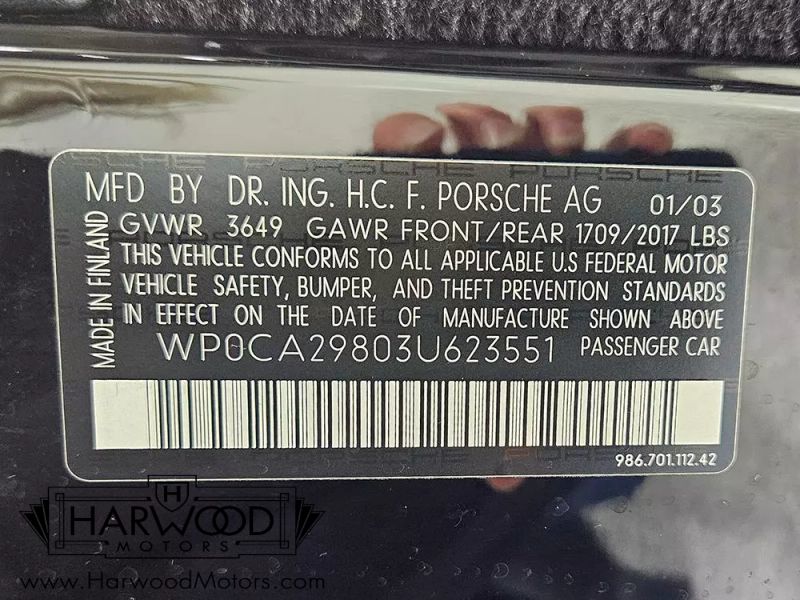 MFD BY DR. ING. H.C. F. PORSCHE AG 01/03
GVWR 3649 GAWR FRONT/REAR 1709/2017 LBS
THIS VEHICLE CONFORMS TO ALL APPLICABLE U.S FEDERAL MOTOR
VEHICLE SAFETY, BUMPER, AND THEFT PREVENTION STANDARDS
IN EFFECT ON THE DATE OF MANUFACTURE SHOWN ABOVE
WP0CA29803U623551 PASSENGER CAR
MADE IN FINLAND
986.701.112.42
H
HARWOOD
MOTORS
www.HarwoodMotors.com